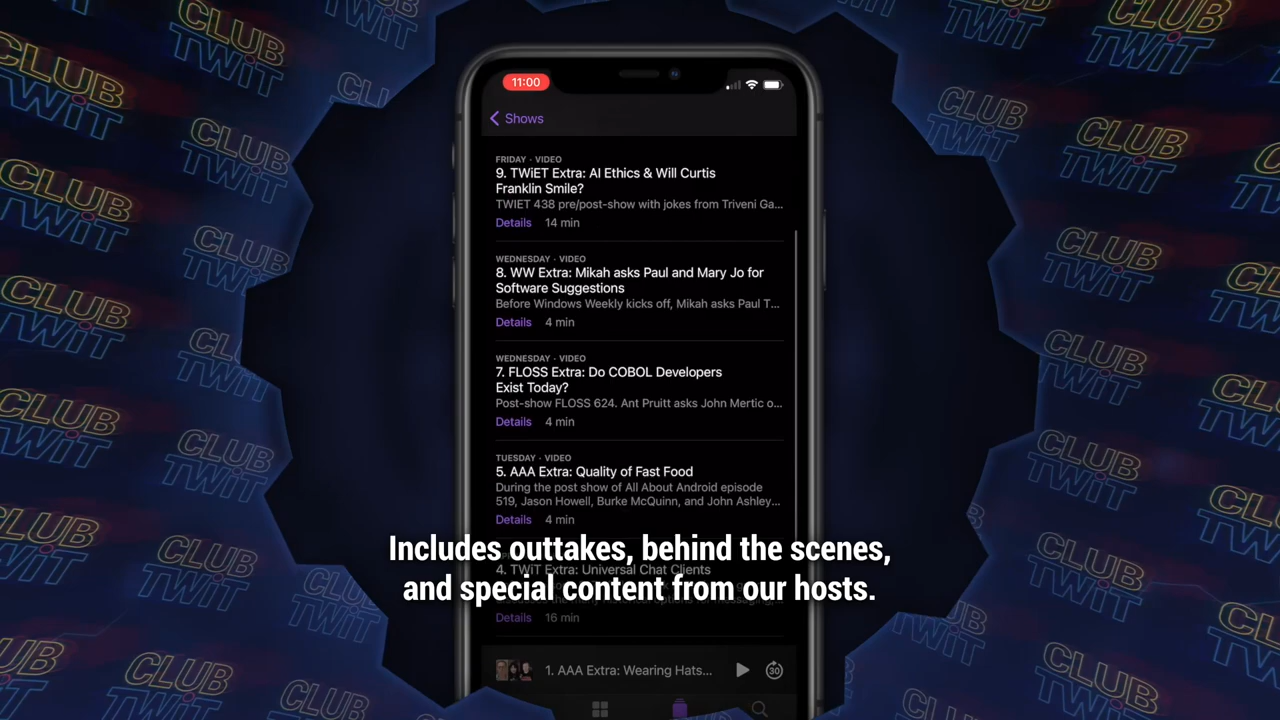 CLUB
TWiT
11:00
Shows
FRIDAY · VIDEO
9. TWiET Extra: AI Ethics & Will Curtis
Franklin Smile?
TWIET 438 pre/post-show with jokes from Triveni Ga...
Details 14 min
WEDNESDAY · VIDEO
8. WW Extra: Mikah asks Paul and Mary Jo for
Software Suggestions
Before Windows Weekly kicks off, Mikah asks Paul T...
Details 4 min
WEDNESDAY · VIDEO
7. FLOSS Extra: Do COBOL Developers
Exist Today?
Post-show FLOSS 624. Ant Pruitt asks John Mertic o...
Details 4 min
TUESDAY · VIDEO
5. AAA Extra: Quality of Fast Food
During the post show of All About Android episode
519, Jason Howell, Burke McQuinn, and John Ashley...
Details 4 min
Includes outtakes, behind the scenes,
4. TWiT Extra: Universal Chat Clients
and special content from our hosts.
Details 16 min
1. AAA Extra: Wearing Hats...
30